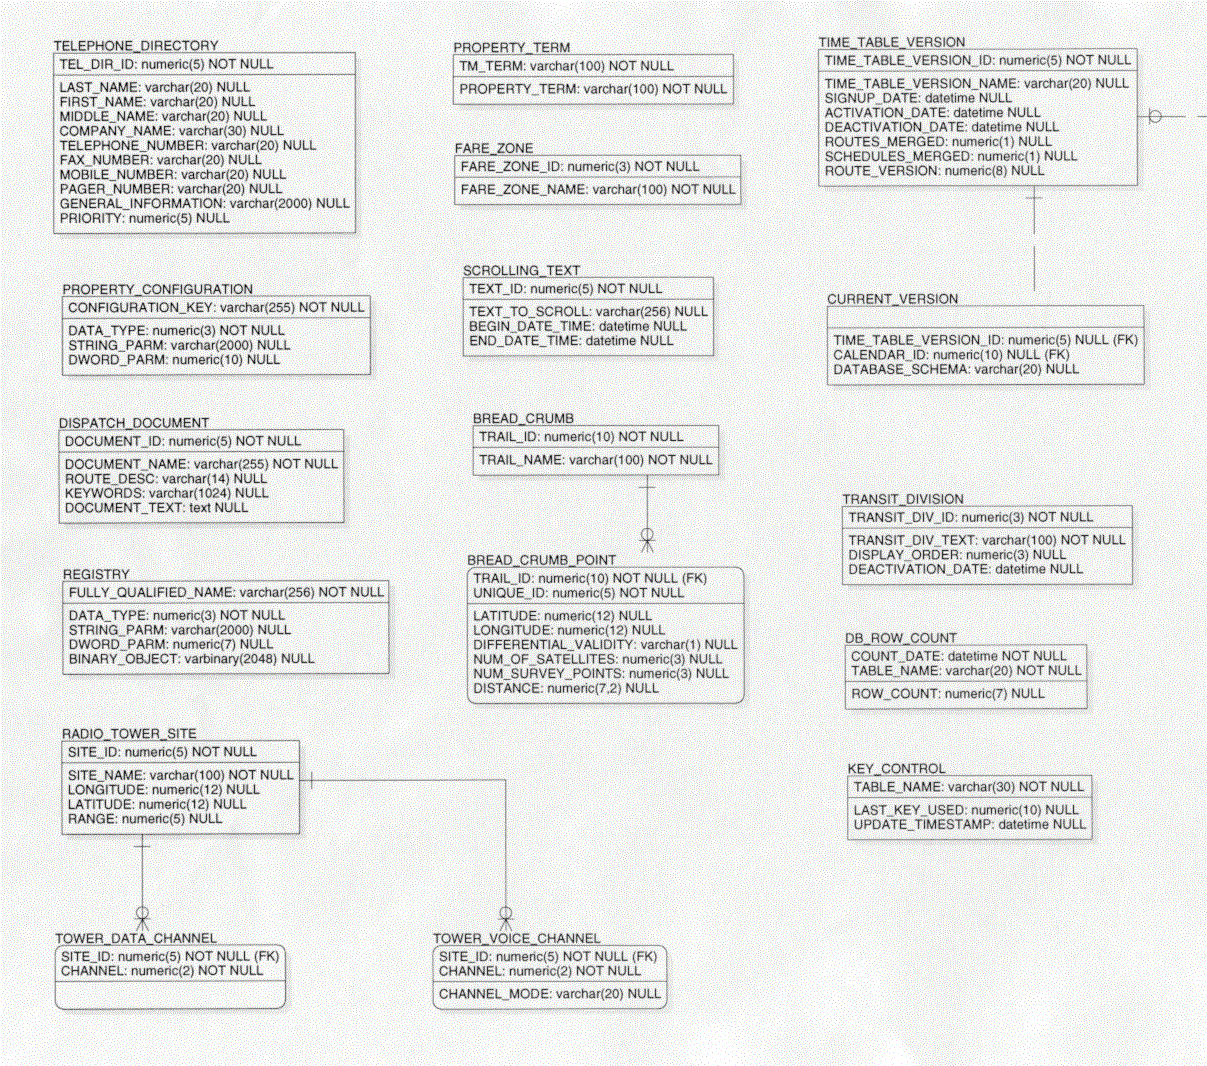 TELEPHONE_DIRECTORY
TEL_DIR_ID: numeric(5) NOT NULL
LAST_NAME: varchar(20) NULL
FIRST_NAME: varchar(20) NULL
MIDDLE_NAME: varchar(20) NULL
COMPANY_NAME: varchar(30) NULL
TELEPHONE_NUMBER: varchar(20) NULL
FAX_NUMBER: varchar(20) NULL
MOBILE_NUMBER: varchar(20) NULL
PAGER_NUMBER: varchar(20) NULL
GENERAL_INFORMATION: varchar(2000) NULL
PRIORITY: numeric(5) NULL
PROPERTY_CONFIGURATION
CONFIGURATION_KEY: varchar(255) NOT NULL
DATA_TYPE: numeric(3) NOT NULL
STRING_PARM: varchar(2000) NULL
DWORD_PARM: numeric(10) NULL
DISPATCH_DOCUMENT
DOCUMENT_ID: numeric(5) NOT NULL
DOCUMENT_NAME: varchar(255) NOT NULL
ROUTE_DESC: varchar(14) NULL
KEYWORDS: varchar(1024) NULL
DOCUMENT_TEXT: text NULL
REGISTRY
FULLY_QUALIFIED_NAME: varchar(256) NOT NULL
DATA_TYPE: numeric(3) NOT NULL
STRING_PARM: varchar(2000) NULL
DWORD_PARM: numeric(7) NULL
BINARY_OBJECT: varbinary(2048) NULL
RADIO_TOWER_SITE
SITE_ID: numeric(5) NOT NULL
SITE_NAME: varchar(100) NOT NULL
LONGITUDE: numeric(12) NULL
LATITUDE: numeric(12) NULL
RANGE: numeric(5) NULL
TOWER_DATA_CHANNEL
SITE_ID: numeric(5) NOT NULL (FK)
CHANNEL: numeric(2) NOT NULL
PROPERTY_TERM
TM_TERM: varchar(100) NOT NULL
PROPERTY_TERM: varchar(100) NOT NULL
FARE_ZONE
FARE_ZONE_ID: numeric(3) NOT NULL
FARE_ZONE_NAME: varchar(100) NOT NULL
SCROLLING_TEXT
TEXT_ID: numeric(5) NOT NULL
TEXT_TO_SCROLL: varchar(256) NULL
BEGIN_DATE_TIME: datetime NULL
END_DATE_TIME: datetime NULL
BREAD_CRUMB
TRAIL_ID: numeric(10) NOT NULL
TRAIL_NAME: varchar(100) NOT NULL
BREAD_CRUMB_POINT
TRAIL_ID: numeric(10) NOT NULL (FK)
UNIQUE_ID: numeric(5) NOT NULL
LATITUDE: numeric(12) NULL
LONGITUDE: numeric(12) NULL
DIFFERENTIAL_VALIDITY: varchar(1) NULL
NUM_OF_SATELLITES: numeric(3) NULL
NUM_SURVEY_POINTS: numeric(3) NULL
DISTANCE: numeric(7,2) NULL
TOWER_VOICE_CHANNEL
SITE_ID: numeric(5) NOT NULL (FK)
CHANNEL: numeric(2) NOT NULL
CHANNEL_MODE: varchar(20) NULL
TIME_TABLE_VERSION
TIME_TABLE_VERSION_ID: numeric(5) NOT NULL
TIME_TABLE_VERSION_NAME: varchar(20) NULL
SIGNUP_DATE: datetime NULL
ACTIVATION_DATE: datetime NULL
DEACTIVATION_DATE: datetime NULL
ROUTES_MERGED: numeric(1) NULL
SCHEDULES_MERGED: numeric(1) NULL
ROUTE_VERSION: numeric(8) NULL
CURRENT_VERSION
TIME_TABLE_VERSION_ID: numeric(5) NULL (FK)
CALENDAR_ID: numeric(10) NULL (FK)
DATABASE_SCHEMA: varchar(20) NULL
TRANSIT_DIVISION
TRANSIT_DIV_ID: numeric(3) NOT NULL
TRANSIT_DIV_TEXT: varchar(100) NOT NULL
DISPLAY_ORDER: numeric(3) NULL
DEACTIVATION_DATE: datetime NULL
DB_ROW_COUNT
COUNT_DATE: datetime NOT NULL
TABLE_NAME: varchar(20) NOT NULL
ROW_COUNT: numeric(7) NULL
KEY_CONTROL
TABLE_NAME: varchar(30) NOT NULL
LAST_KEY_USED: numeric(10) NULL
UPDATE_TIMESTAMP: datetime NULL